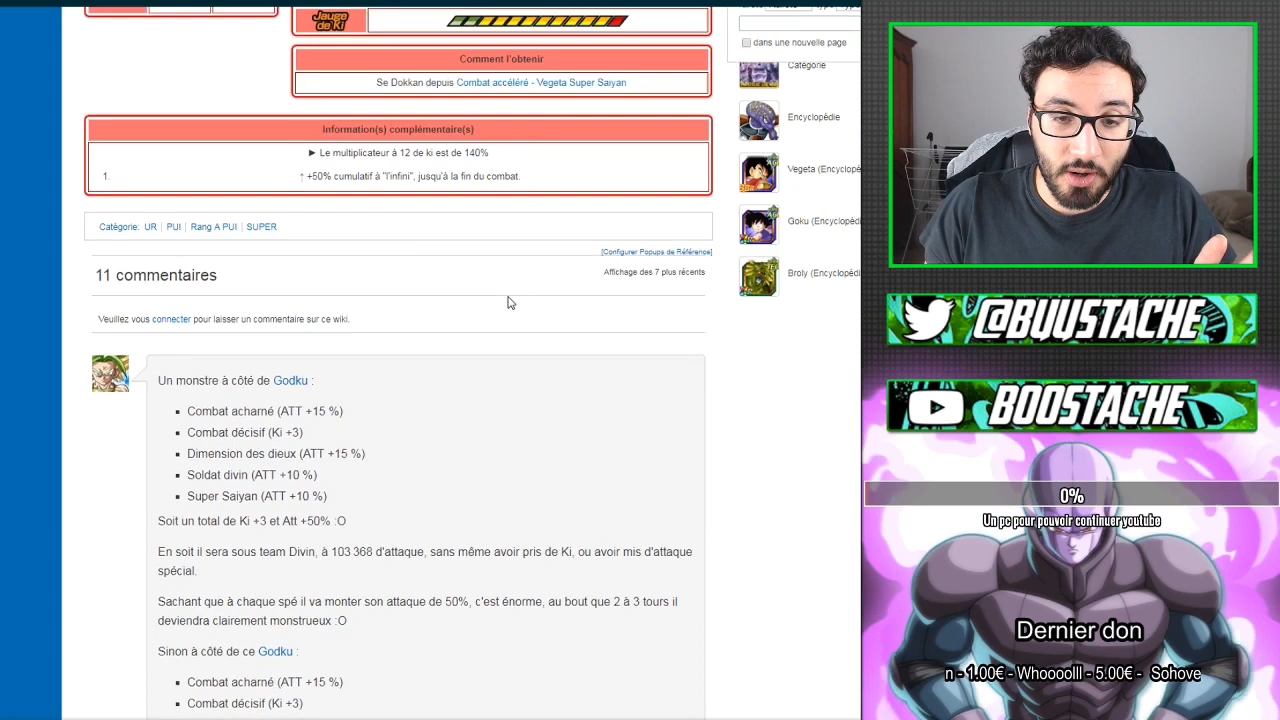 Jauge de Ki
Comment l'obtenir
Se Dokkan depuis Combat accéléré - Vegeta Super Saiyan
Information(s) complémentaire(s)
► Le multiplicateur à 12 de ki est de 140%
1. ↑ +50% cumulatif à "l'infini", jusqu'à la fin du combat.
Catégorie: UR | PUI | Rang A PUI | SUPER
[Configurer Popups de Référence]
11 commentaires
Affichage des 7 plus récents
Veuillez vous connecter pour laisser un commentaire sur ce wiki.
Un monstre à côté de Godku :
▪ Combat acharné (ATT +15 %)
▪ Combat décisif (Ki +3)
▪ Dimension des dieux (ATT +15 %)
▪ Soldat divin (ATT +10 %)
▪ Super Saiyan (ATT +10 %)
Soit un total de Ki +3 et Att +50% :O
En soit il sera sous team Divin, à 103 368 d'attaque, sans même avoir pris de Ki, ou avoir mis d'attaque
spécial.
Sachant que à chaque spé il va monter son attaque de 50%, c'est énorme, au bout que 2 à 3 tours il
deviendra clairement monstrueux :O
Sinon à côté de ce Godku :
▪ Combat acharné (ATT +15 %)
▪ Combat décisif (Ki +3)
dans une nouvelle page
Catégorie
Encyclopédie
Vegeta (Encyclopé
Goku (Encyclopéd
Broly (Encyclopédi
@BUUSTACHE
BOOSTACHE
0%
Un pc pour pouvoir continuer youtube
Dernier don
n - 1.00€ - Whoooolll - 5.00€ - Sohove